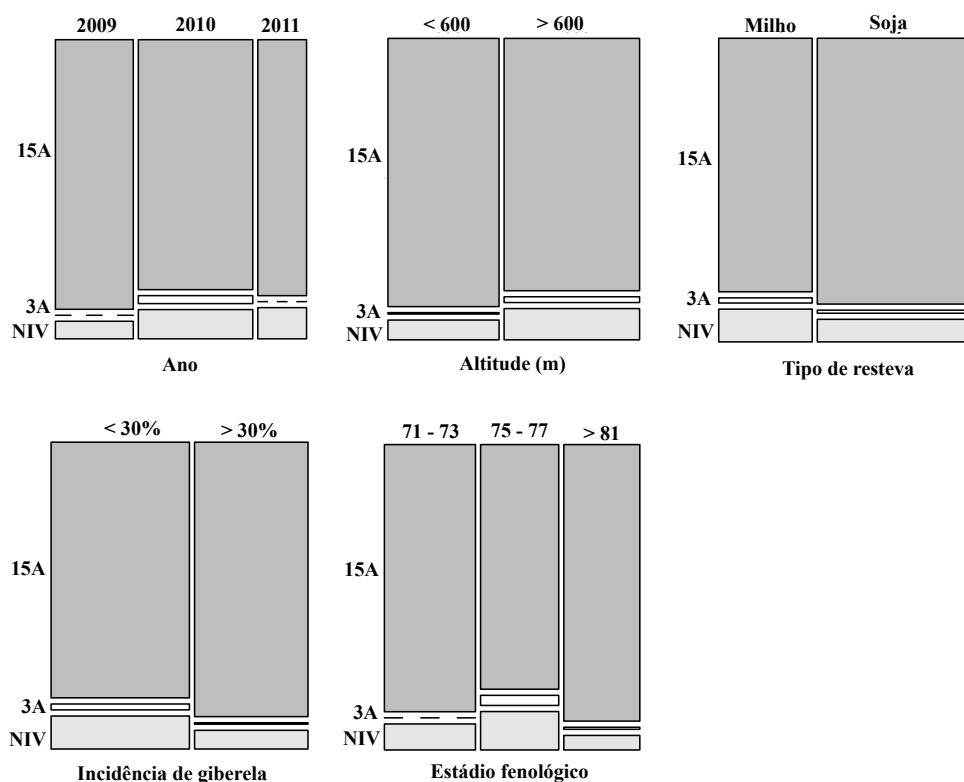 2009 2010 2011
15A
3A
NIV
Ano
< 600 > 600
15A
3A
NIV
Altitude (m)
Milho Soja
15A
3A
NIV
Tipo de resteva
< 30% > 30%
15A
3A
NIV
Incidência de giberela
71 - 73 75 - 77 > 81
15A
3A
NIV
Estádio fenológico